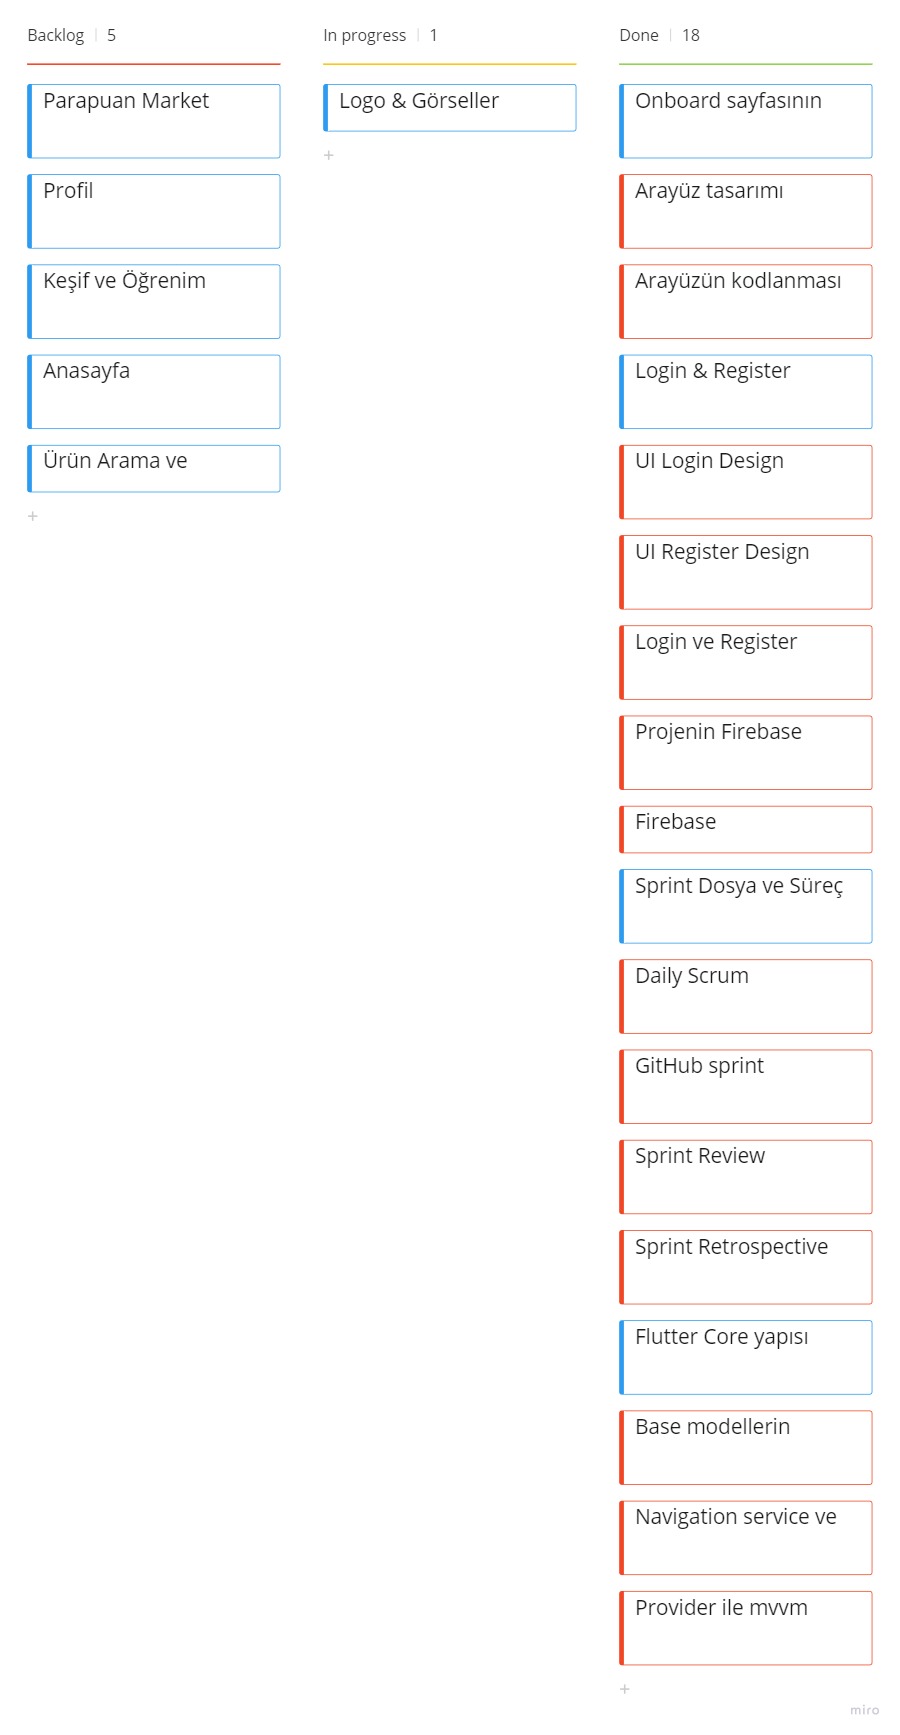 Backlog | 5
Parapuan Market
Profil
Keşif ve Öğrenim
Anasayfa
Ürün Arama ve
+
In progress | 1
Logo & Görseller
+
Done | 18
Onboard sayfasının
Arayüz tasarımı
Arayüzün kodlanması
Login & Register
UI Login Design
UI Register Design
Login ve Register
Projenin Firebase
Firebase
Sprint Dosya ve Süreç
Daily Scrum
GitHub sprint
Sprint Review
Sprint Retrospective
Flutter Core yapısı
Base modellerin
Navigation service ve
Provider ile mvvm
+
miro